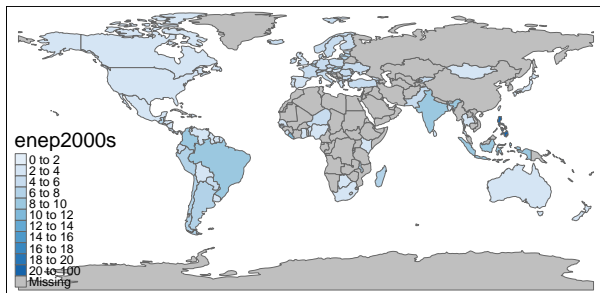 enep2000s
0 to 2
2 to 4
4 to 6
6 to 8
8 to 10
10 to 12
12 to 14
14 to 16
16 to 18
18 to 20
20 to 100
Missing